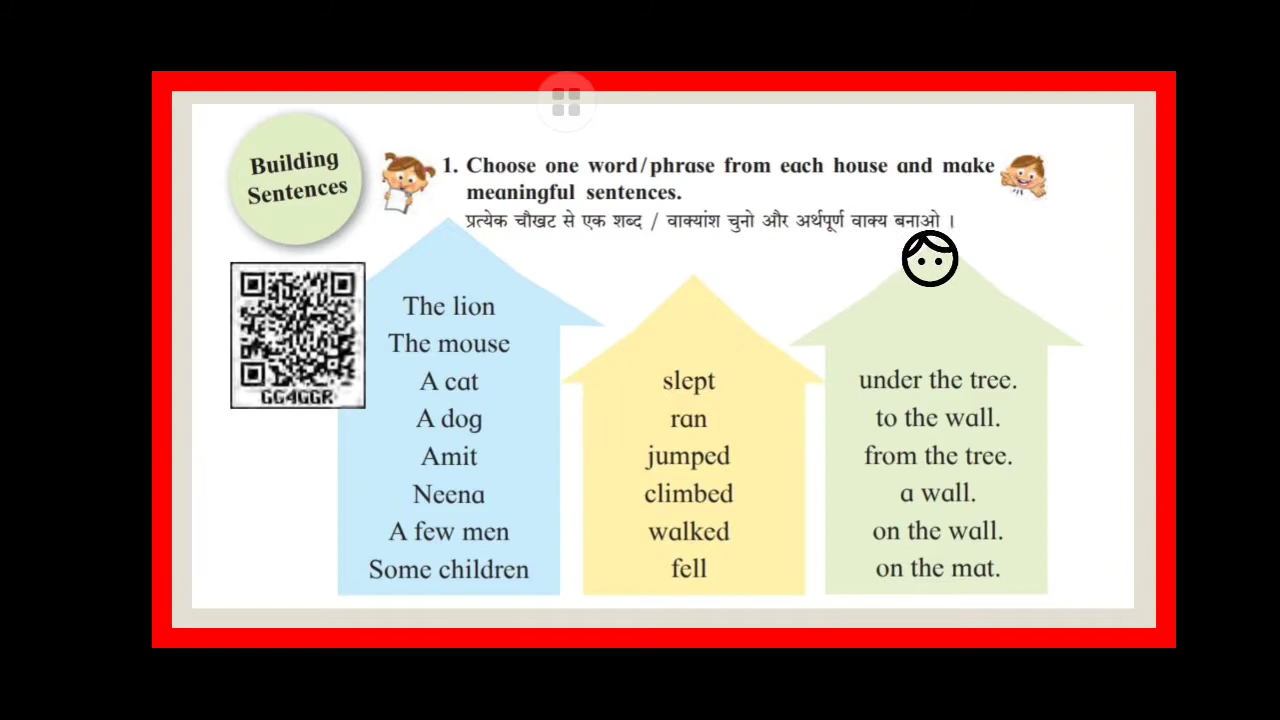 Building
Sentences
1. Choose one word/phrase from each house and make
meaningful sentences.
प्रत्येक चौखट से एक शब्द / वाक्यांश चुनो और अर्थपूर्ण वाक्य बनाओ ।
GG4GGR
The lion
The mouse
A cat
A dog
Amit
Neena
A few men
Some children
slept
ran
jumped
climbed
walked
fell
under the tree.
to the wall.
from the tree.
a wall.
on the wall.
on the mat.